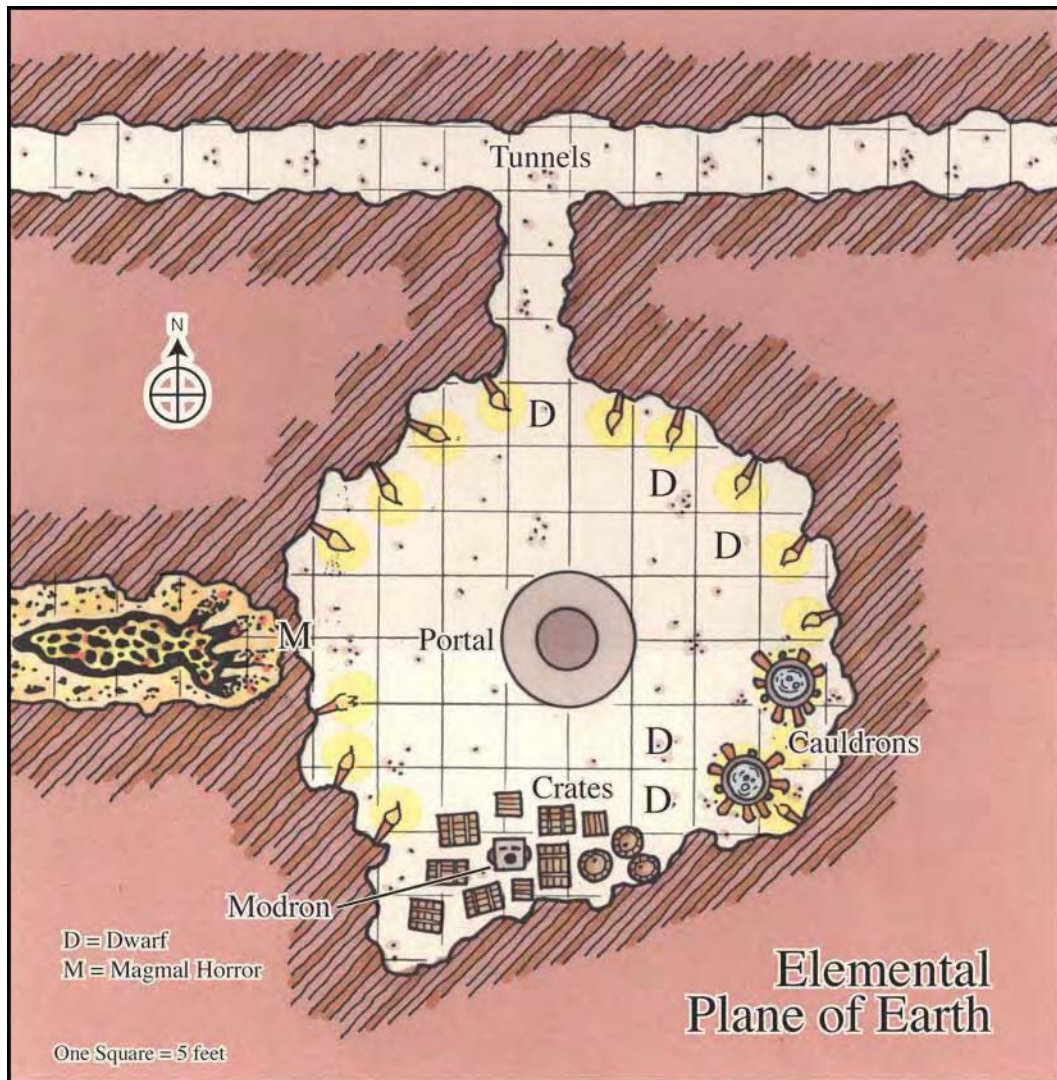 Tunnels
N
D
D
D
M
Portal
D
Cauldrons
Crates
D
Modron
D = Dwarf
M = Magmal Horror
Elemental
Plane of Earth
One Square = 5 feet